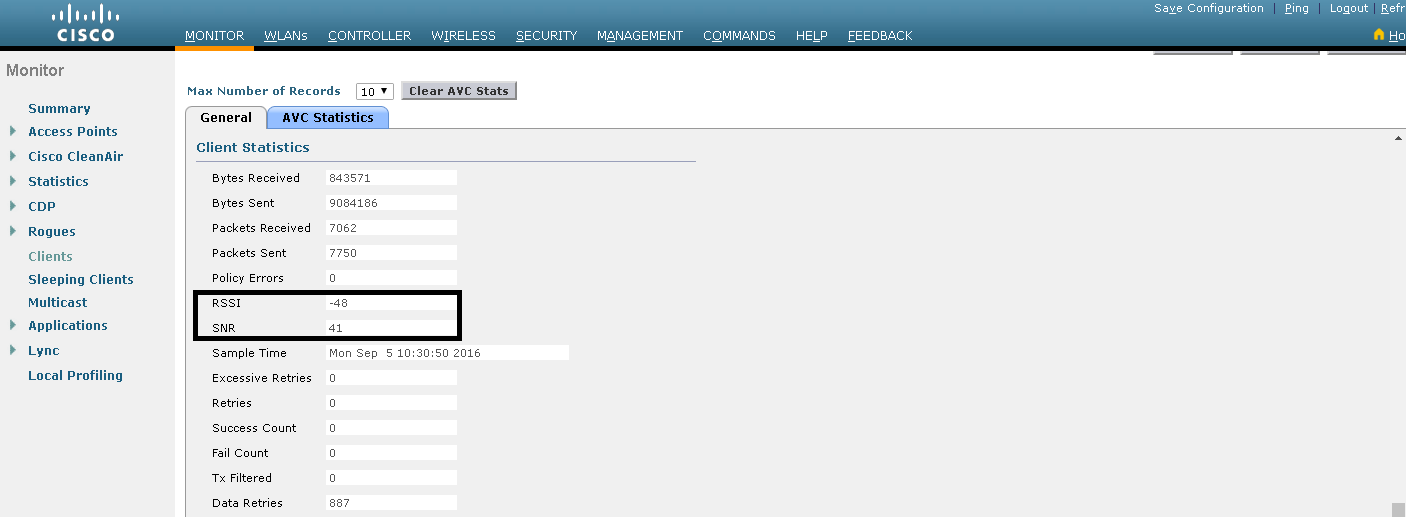 Save Configuration | Ping | Logout | Refr
CISCO
MONITOR WLANs CONTROLLER WIRELESS SECURITY MANAGEMENT COMMANDS HELP FEEDBACK Ho
Monitor
Summary
Access Points
Cisco CleanAir
Statistics
CDP
Rogues
Clients
Sleeping Clients
Multicast
Applications
Lync
Local Profiling
Max Number of Records 10 Clear AVC Stats
General AVC Statistics
Client Statistics
Bytes Received 843571
Bytes Sent 9084186
Packets Received 7062
Packets Sent 7750
Policy Errors 0
RSSI -48
SNR 41
Sample Time Mon Sep 5 10:30:50 2016
Excessive Retries 0
Retries 0
Success Count 0
Fail Count 0
Tx Filtered 0
Data Retries 887